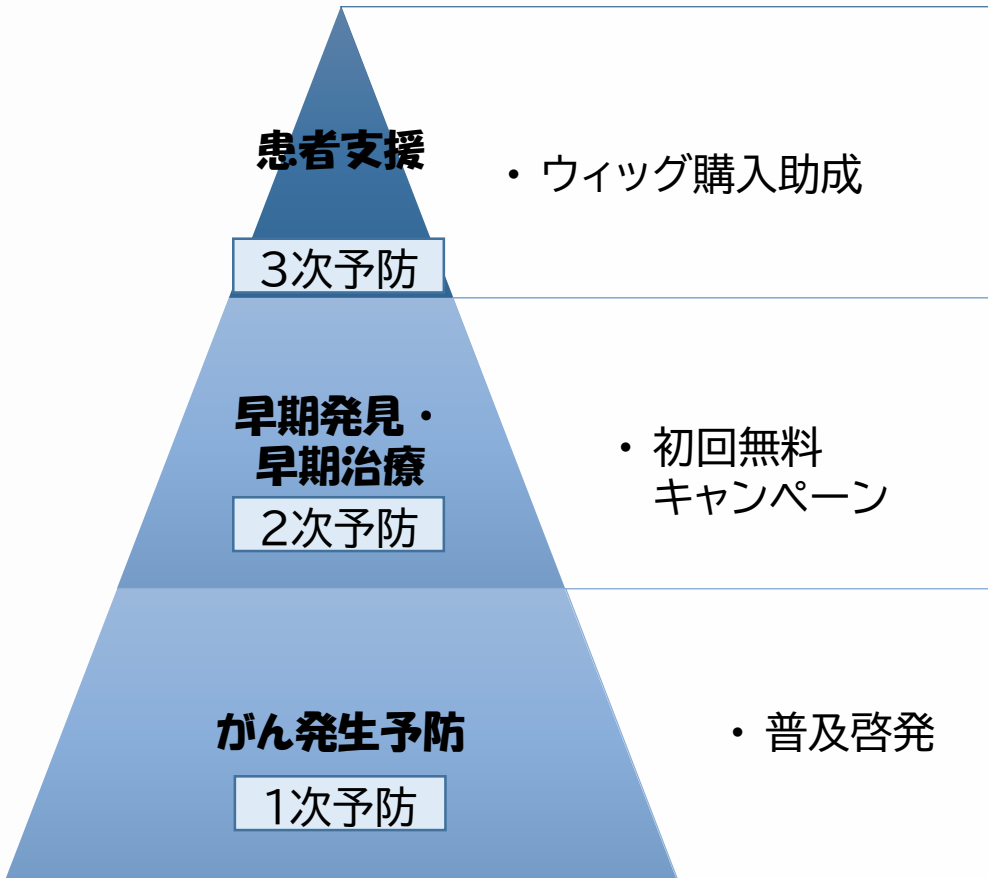 患者支援
3次予防
・ウィッグ購入助成
早期発見・
早期治療
2次予防
・初回無料
キャンペーン
がん発生予防
1次予防
・普及啓発